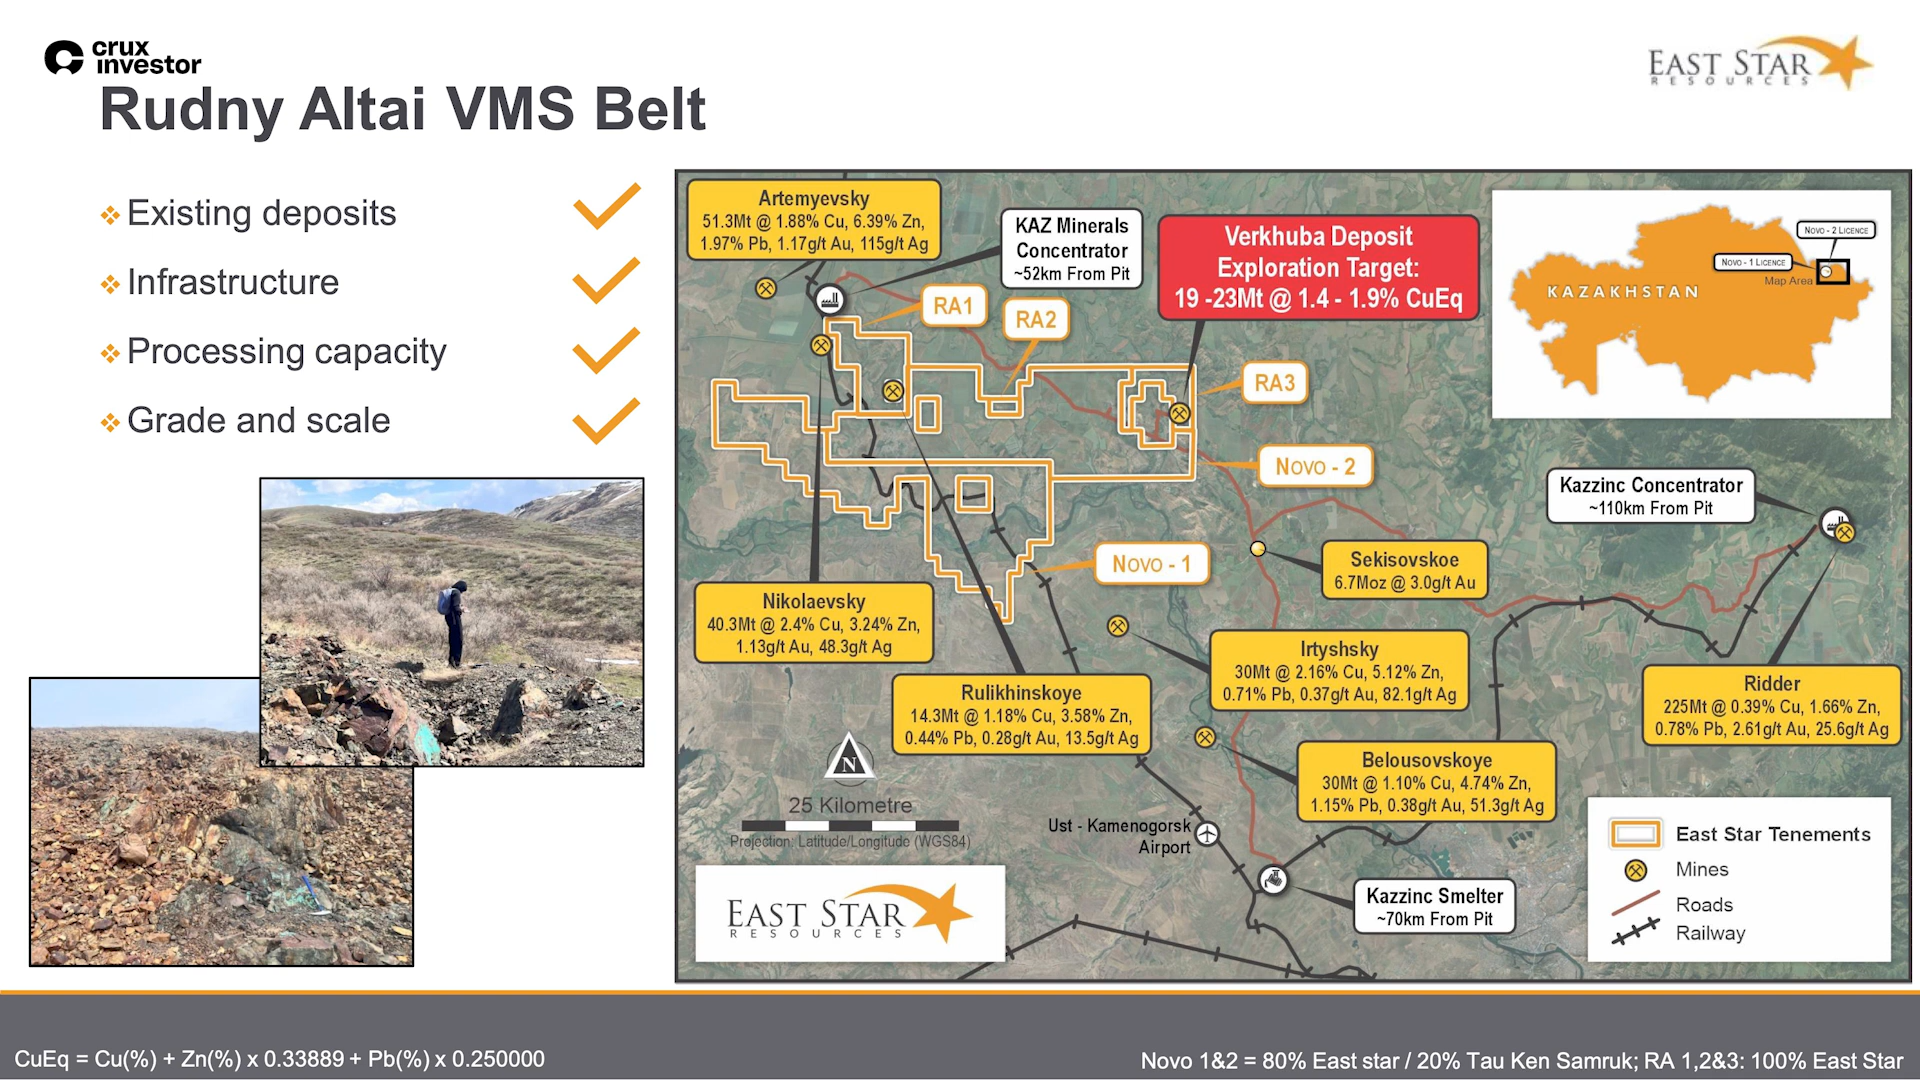 crux
investor
EAST STAR
RESOURCES
Rudny Altai VMS Belt
Existing deposits
Infrastructure
Processing capacity
Grade and scale
Artemyevsky
51.3Mt @ 1.88% Cu, 6.39% Zn,
1.97% Pb, 1.17g/t Au, 115g/t Ag
KAZ Minerals
Concentrator
~52km From Pit
Verkhuba Deposit
Exploration Target:
19 -23Mt @ 1.4 - 1.9% CuEq
NOVO - 2 LICENCE
NOVO - 1 LICENCE
Map Area
KAZAKHSTAN
RA1
RA2
RA3
NOVO - 2
Kazzinc Concentrator
~110km From Pit
NOVO - 1
Sekisovskoe
6.7Moz @ 3.0g/t Au
Nikolaevsky
40.3Mt @ 2.4% Cu, 3.24% Zn,
1.13g/t Au, 48.3g/t Ag
Irtyshsky
30Mt @ 2.16% Cu, 5.12% Zn,
0.71% Pb, 0.37g/t Au, 82.1g/t Ag
Rulikhinskoye
14.3Mt @ 1.18% Cu, 3.58% Zn,
0.44% Pb, 0.28g/t Au, 13.5g/t Ag
Ridder
225Mt @ 0.39% Cu, 1.66% Zn,
0.78% Pb, 2.61g/t Au, 25.6g/t Ag
Belousovskoye
30Mt @ 1.10% Cu, 4.74% Zn,
1.15% Pb, 0.38g/t Au, 51.3g/t Ag
N
25 Kilometre
Projection: Latitude/Longitude (WGS84)
Ust - Kamenogorsk
Airport
Kazzinc Smelter
~70km From Pit
East Star Tenements
Mines
Roads
Railway
EAST STAR
RESOURCES
CuEq = Cu(%) + Zn(%) x 0.33889 + Pb(%) x 0.250000
Novo 1&2 = 80% East star / 20% Tau Ken Samruk; RA 1,2&3: 100% East Star